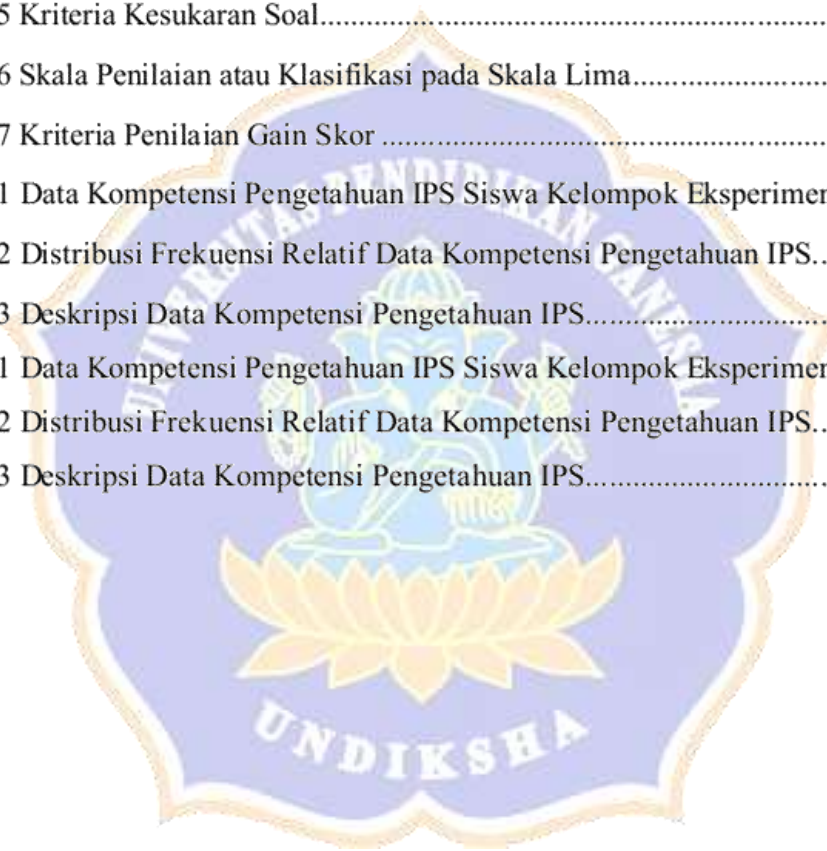 5 Kriteria Kesukaran Soal........................................................................
6 Skala Penilaian atau Klasifikasi pada Skala Lima............................
7 Kriteria Penilaian Gain Skor ................................................................
1 Data Kompetensi Pengetahuan IPS Siswa Kelompok Eksperimen
2 Distribusi Frekuensi Relatif Data Kompetensi Pengetahuan IPS..
3 Deskripsi Data Kompetensi Pengetahuan IPS...................................
1 Data Kompetensi Pengetahuan IPS Siswa Kelompok Eksperimen
2 Distribusi Frekuensi Relatif Data Kompetensi Pengetahuan IPS..
3 Deskripsi Data Kompetensi Pengetahuan IPS...................................
UNIVERSITAS PENDIDIKAN GANESHA
UNDIKSHA